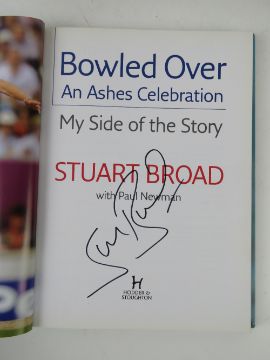 Bowled Over
An Ashes Celebration
My Side of the Story
STUART BROAD
with Paul Newman
H
HODDER &
STOUGHTON